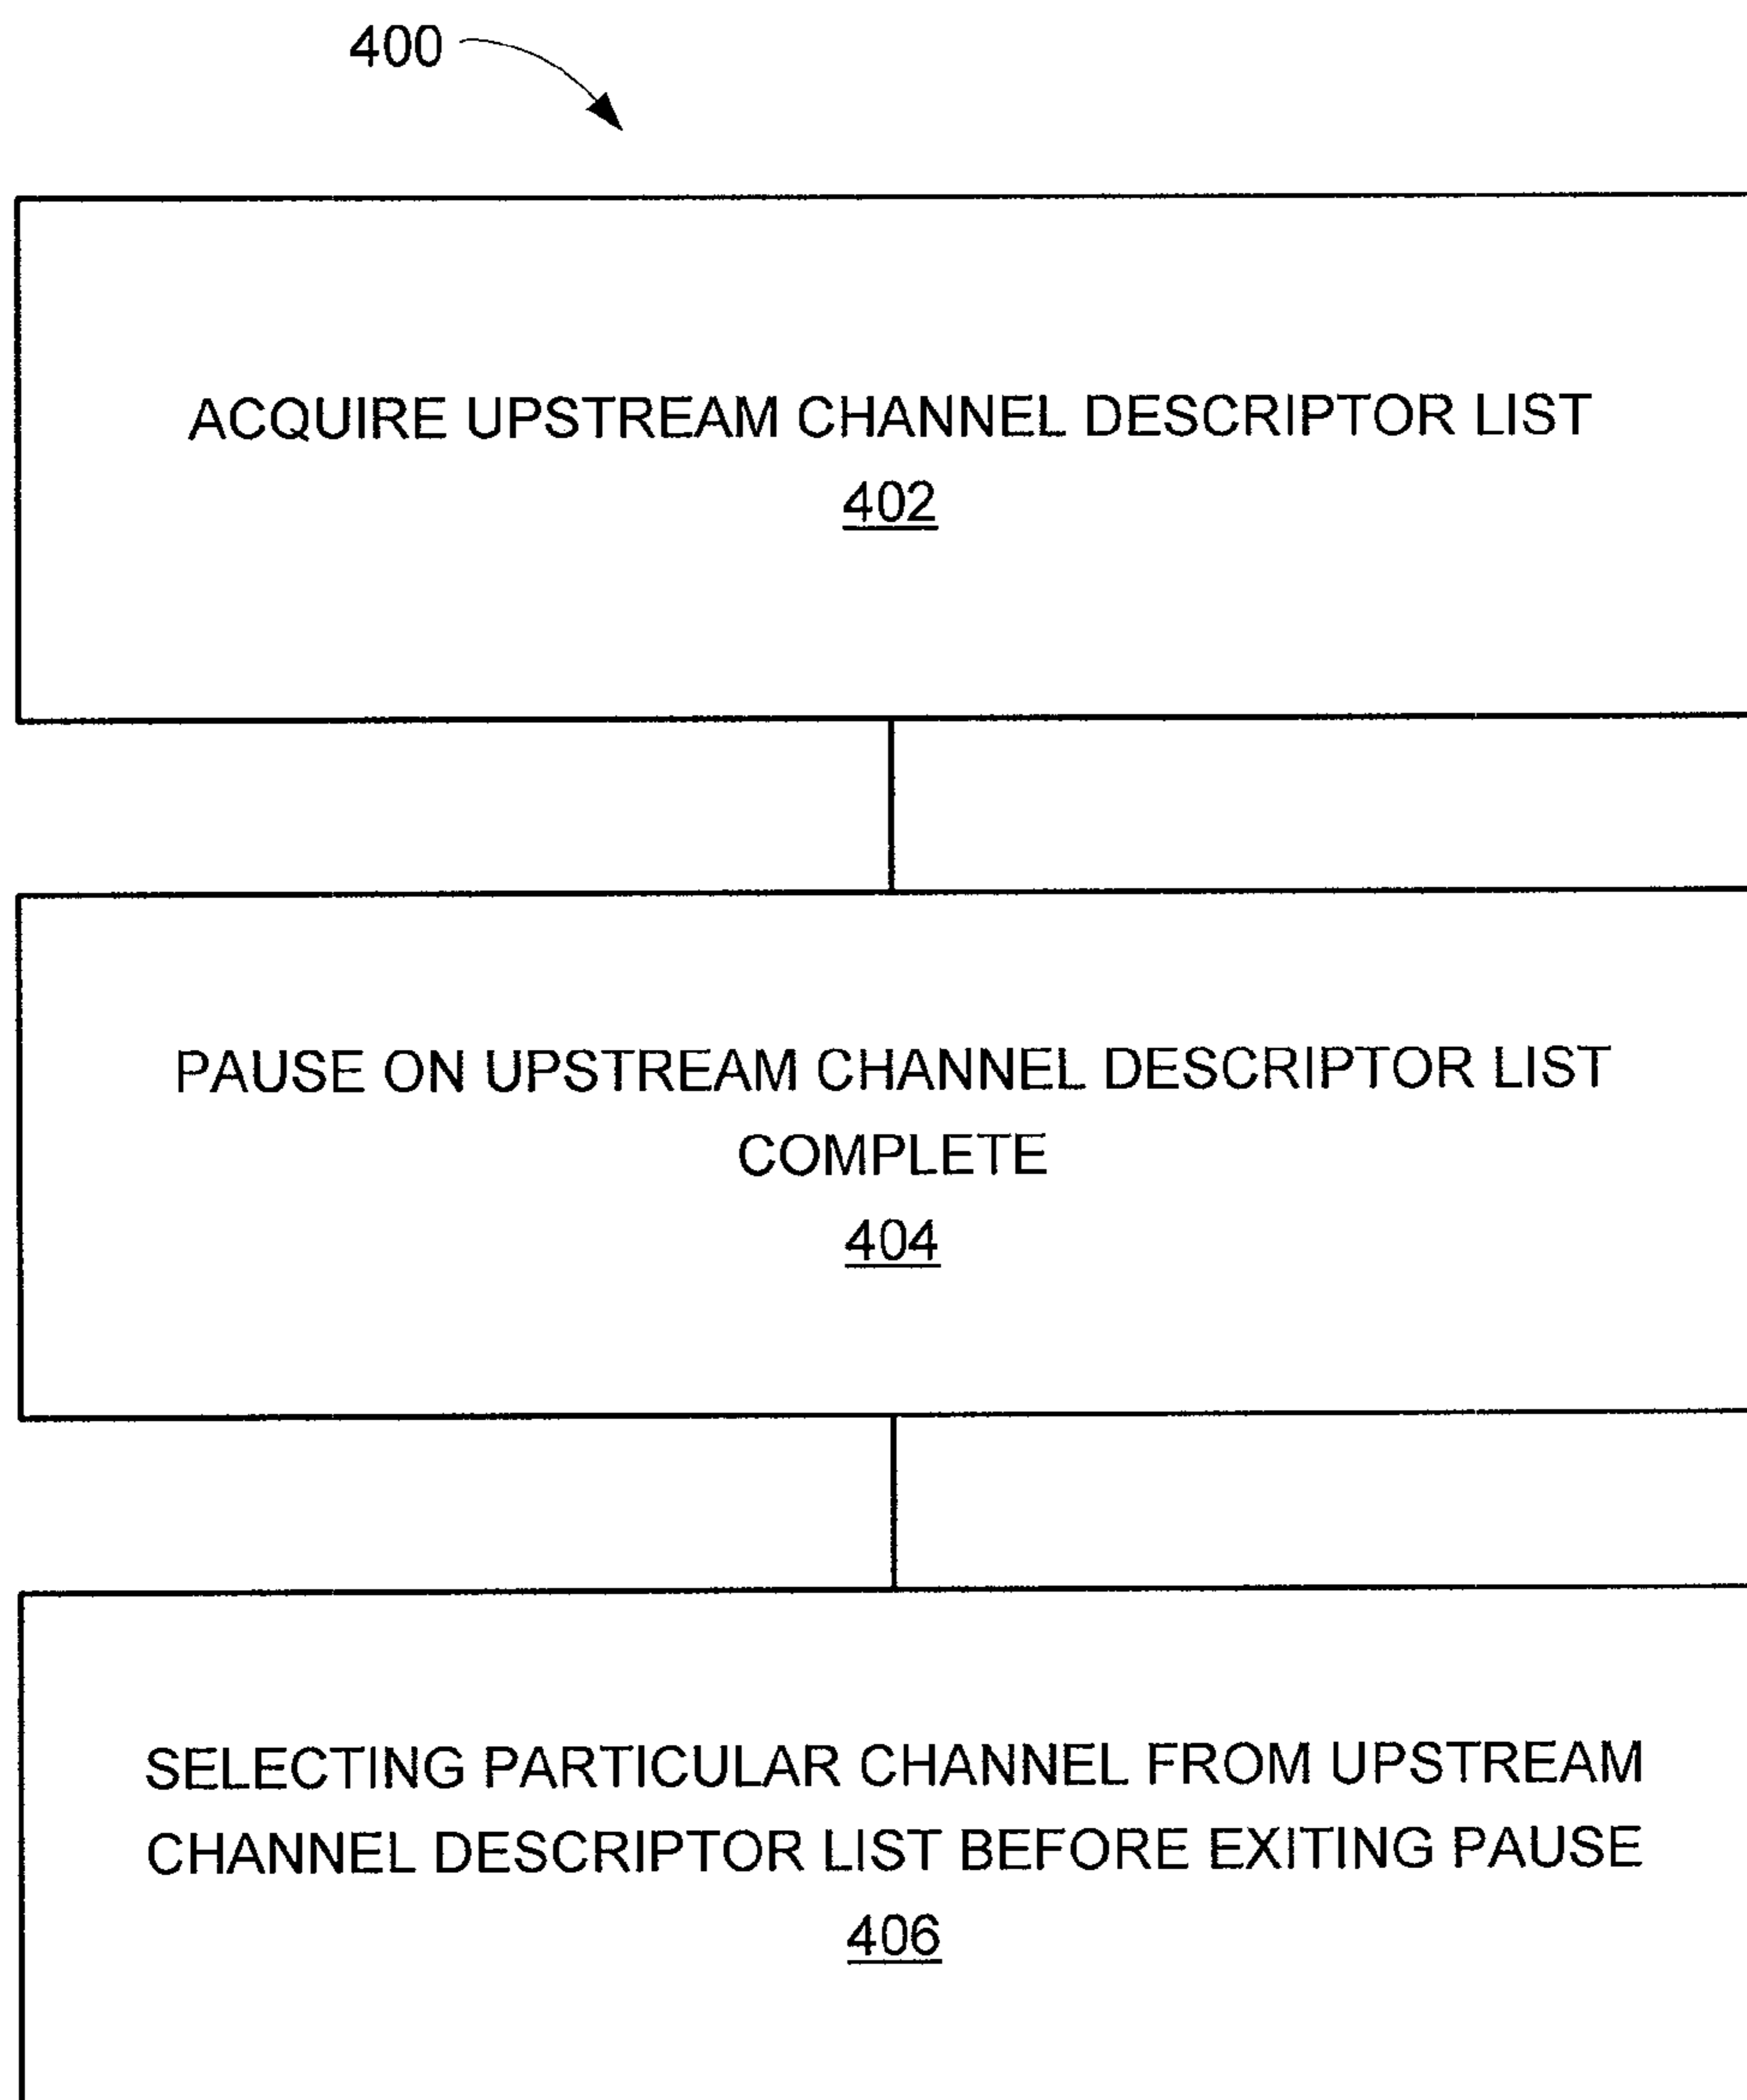 400
ACQUIRE UPSTREAM CHANNEL DESCRIPTOR LIST
402
PAUSE ON UPSTREAM CHANNEL DESCRIPTOR LIST
COMPLETE
404
SELECTING PARTICULAR CHANNEL FROM UPSTREAM
CHANNEL DESCRIPTOR LIST BEFORE EXITING PAUSE
406